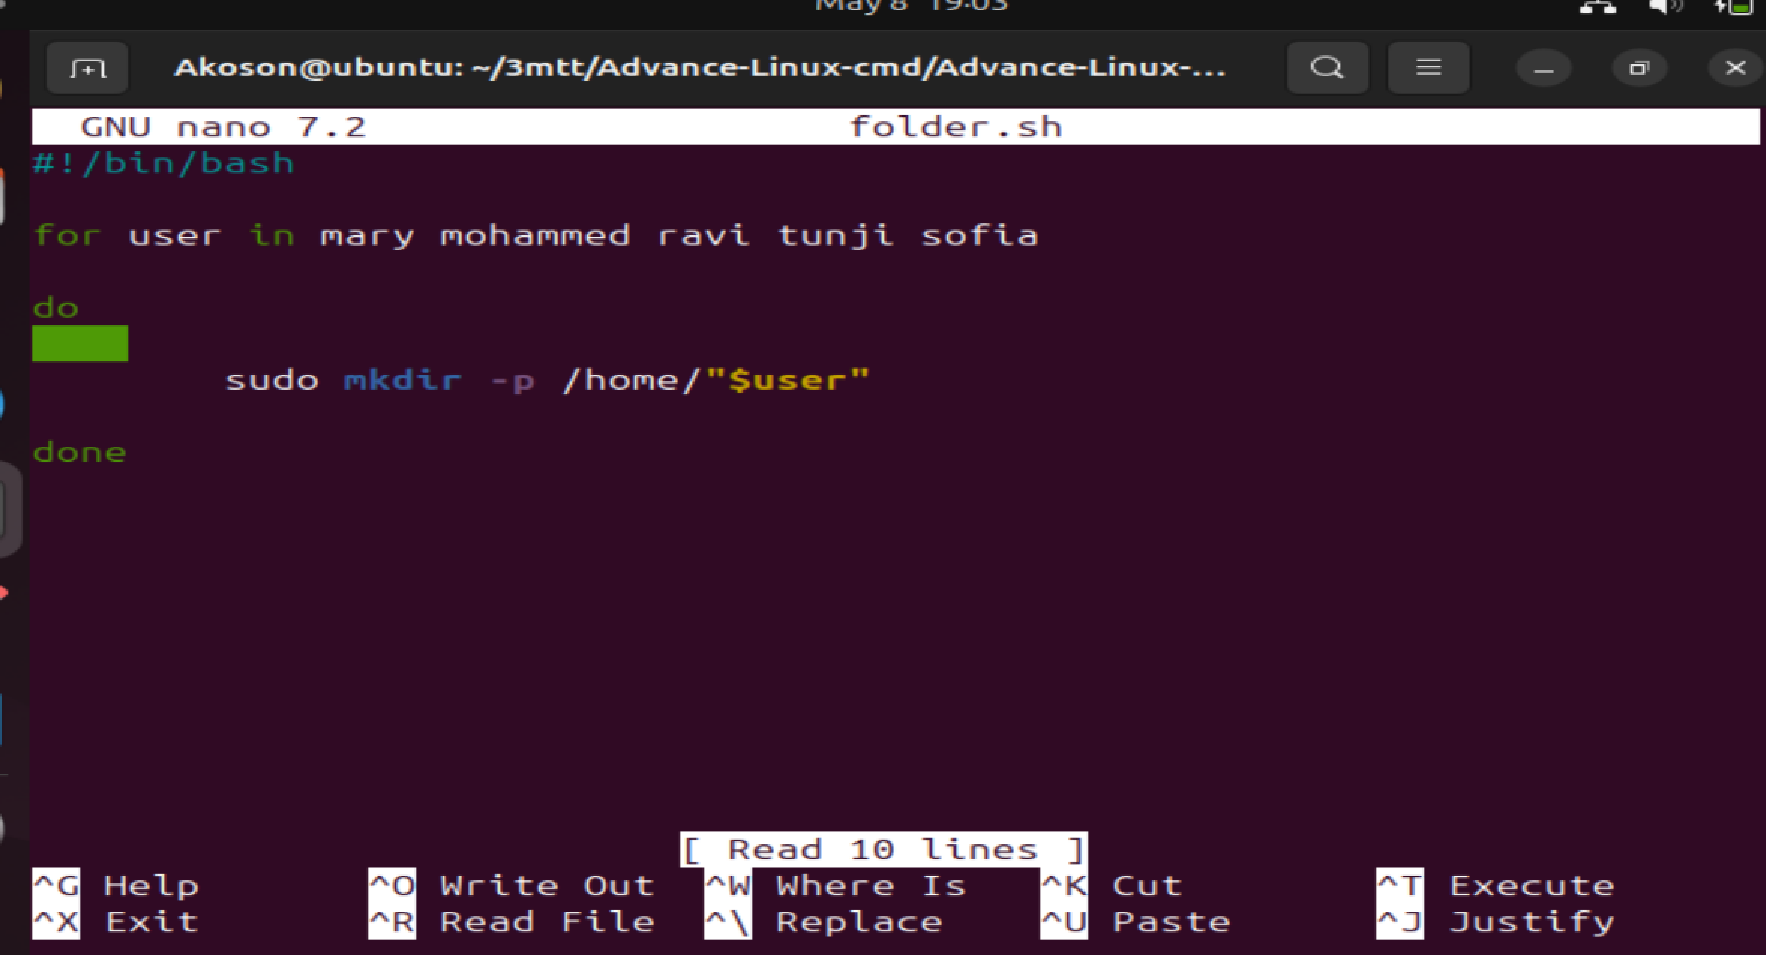 May 8 19:03
Akoson@ubuntu: ~/3mtt/Advance-Linux-cmd/Advance-Linux-...
GNU nano 7.2 folder.sh
#!/bin/bash
for user in mary mohammed ravi tunji sofia
do
sudo mkdir -p /home/"$user"
done
[ Read 10 lines ]
^G Help ^O Write Out ^W Where Is ^K Cut ^T Execute
^X Exit ^R Read File ^\ Replace ^U Paste ^J Justify